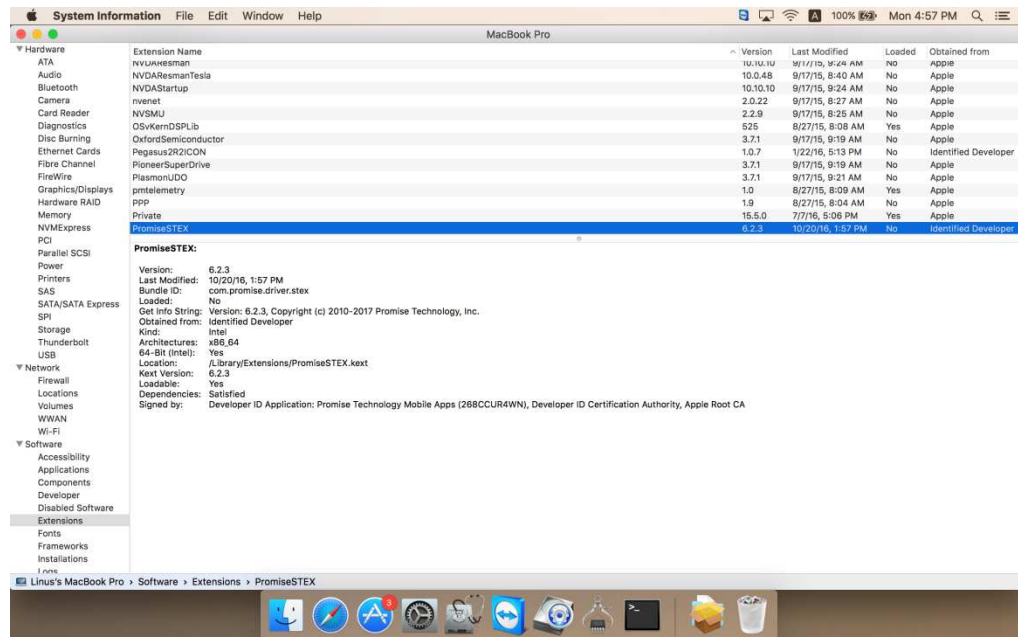 System Information File Edit Window Help 100% Mon 4:57 PM
MacBook Pro
Hardware
ATA
Audio
Bluetooth
Camera
Card Reader
Diagnostics
Disc Burning
Ethernet Cards
Fibre Channel
FireWire
Graphics/Displays
Hardware RAID
Memory
NVMExpress
PCI
Parallel SCSI
Power
Printers
SAS
SATA/SATA Express
SPI
Storage
Thunderbolt
USB
Network
Firewall
Locations
Volumes
WWAN
Wi-Fi
Software
Accessibility
Applications
Components
Developer
Disabled Software
Extensions
Fonts
Frameworks
Installations
Logs
Extension Name Version Last Modified Loaded Obtained from
NVDAResman 10.10.10 9/17/15, 9:24 AM No Apple
NVDAResmanTesla 10.0.48 9/17/15, 8:40 AM No Apple
NVDAStartup 10.10.10 9/17/15, 9:24 AM No Apple
nvenet 2.0.22 9/17/15, 8:27 AM No Apple
NVSMU 2.2.9 9/17/15, 8:25 AM No Apple
OSvKernDSPLib 525 8/27/15, 8:08 AM Yes Apple
OxfordSemiconductor 3.7.1 9/17/15, 9:19 AM No Apple
Pegasus2R2ICON 1.0.7 1/22/16, 5:13 PM No Identified Developer
PioneerSuperDrive 3.7.1 9/17/15, 9:19 AM No Apple
PlasmonUDO 3.7.1 9/17/15, 9:21 AM No Apple
pmtelemetry 1.0 8/27/15, 8:09 AM Yes Apple
PPP 1.9 8/27/15, 8:04 AM No Apple
Private 15.5.0 7/7/16, 5:06 PM Yes Apple
PromiseSTEX 6.2.3 10/20/16, 1:57 PM No Identified Developer
PromiseSTEX:
Version: 6.2.3
Last Modified: 10/20/16, 1:57 PM
Bundle ID: com.promise.driver.stex
Loaded: No
Get Info String: Version: 6.2.3, Copyright (c) 2010-2017 Promise Technology, Inc.
Obtained from: Identified Developer
Kind: Intel
Architectures: x86_64
64-Bit (Intel): Yes
Location: /Library/Extensions/PromiseSTEX.kext
Kext Version: 6.2.3
Loadable: Yes
Dependencies: Satisfied
Signed by: Developer ID Application: Promise Technology Mobile Apps (268CCUR4WN), Developer ID Certification Authority, Apple Root CA
Linus's MacBook Pro › Software › Extensions › PromiseSTEX
3